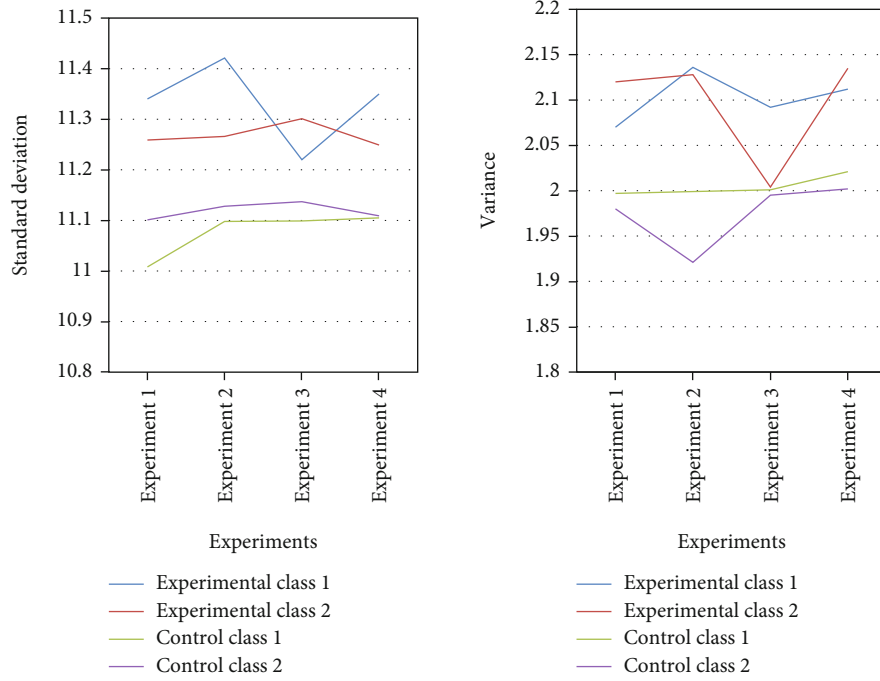 Standard deviation
11.5
11.4
11.3
11.2
11.1
11
10.9
10.8
Experiment 1
Experiment 2
Experiment 3
Experiment 4
Experiments
Experimental class 1
Experimental class 2
Control class 1
Control class 2
Variance
2.2
2.15
2.1
2.05
2
1.95
1.9
1.85
1.8
Experiment 1
Experiment 2
Experiment 3
Experiment 4
Experiments
Experimental class 1
Experimental class 2
Control class 1
Control class 2